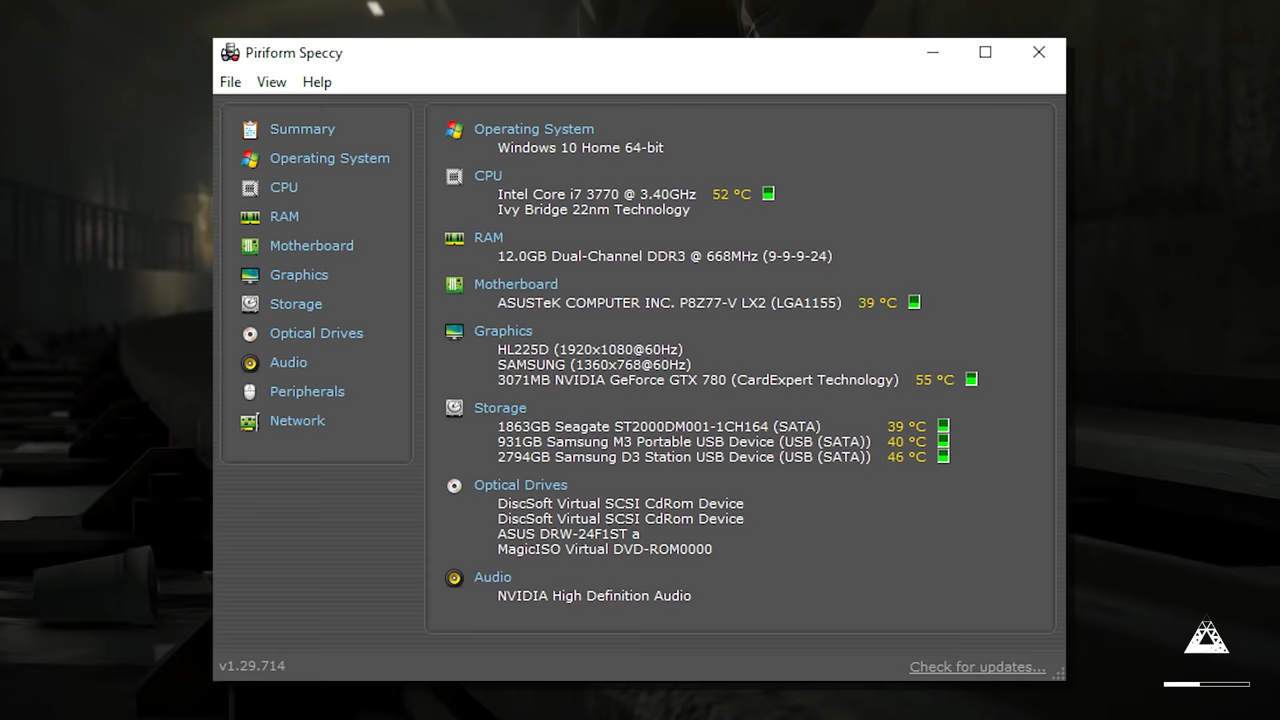 Piriform Speccy
File View Help
Summary
Operating System
CPU
RAM
Motherboard
Graphics
Storage
Optical Drives
Audio
Peripherals
Network
Operating System
Windows 10 Home 64-bit
CPU
Intel Core i7 3770 @ 3.40GHz 52 °C
Ivy Bridge 22nm Technology
RAM
12.0GB Dual-Channel DDR3 @ 668MHz (9-9-9-24)
Motherboard
ASUSTeK COMPUTER INC. P8Z77-V LX2 (LGA1155) 39 °C
Graphics
HL225D (1920x1080@60Hz)
SAMSUNG (1360x768@60Hz)
3071MB NVIDIA GeForce GTX 780 (CardExpert Technology) 55 °C
Storage
1863GB Seagate ST2000DM001-1CH164 (SATA) 39 °C
931GB Samsung M3 Portable USB Device (USB (SATA)) 40 °C
2794GB Samsung D3 Station USB Device (USB (SATA)) 46 °C
Optical Drives
DiscSoft Virtual SCSI CdRom Device
DiscSoft Virtual SCSI CdRom Device
ASUS DRW-24F1ST a
MagicISO Virtual DVD-ROM0000
Audio
NVIDIA High Definition Audio
v1.29.714
Check for updates...